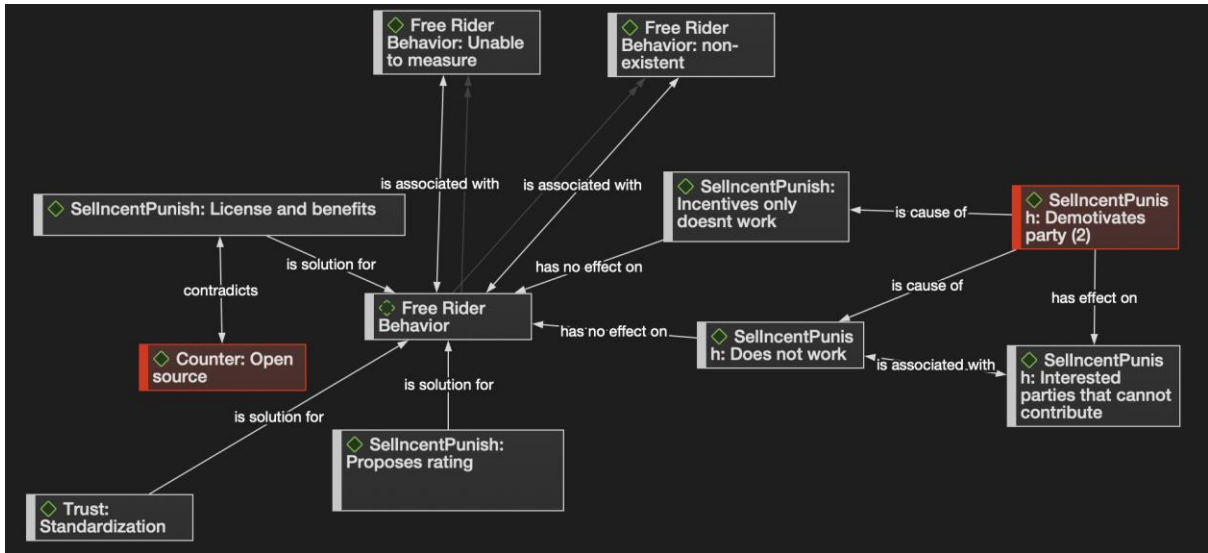 Free Rider
Behavior: Unable
to measure
Free Rider
Behavior: non-
existent
is associated with
is associated with
SelIncentPunish: License and benefits
SelIncentPunish:
Incentives only
doesnt work
SelIncentPunis
h: Demotivates
party (2)
is cause of
is solution for
has no effect on
contradicts
is cause of
has effect on
Free Rider
Behavior
has no effect on
SelIncentPunis
h: Does not work
Counter: Open
source
is associated with
SelIncentPunis
h: Interested
parties that cannot
contribute
is solution for
is solution for
SelIncentPunish:
Proposes rating
Trust:
Standardization